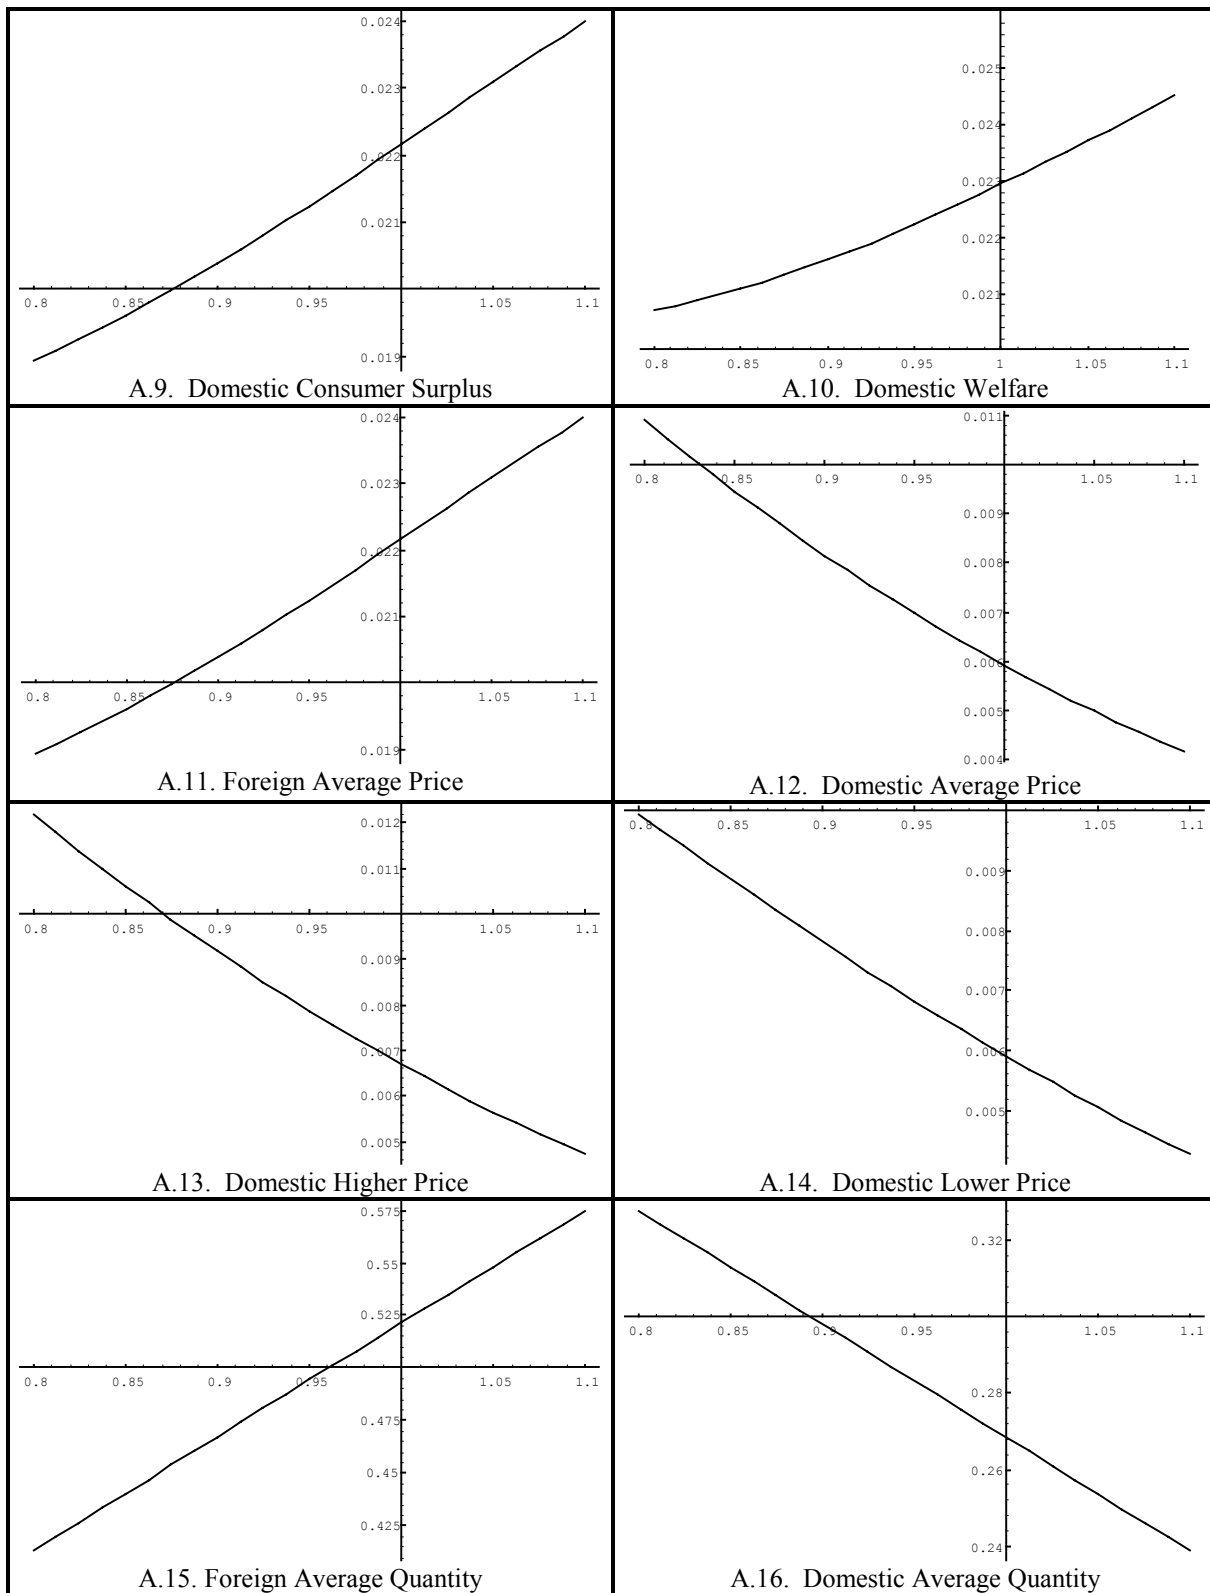 0.024
0.023
0.022
0.021
0.8 0.85 0.9 0.95 1.05 1.1
0.019
A.9. Domestic Consumer Surplus
0.025
0.024
0.023
0.022
0.021
0.8 0.85 0.9 0.95 1 1.05 1.1
A.10. Domestic Welfare
0.024
0.023
0.022
0.021
0.8 0.85 0.9 0.95 1.05 1.1
0.019
A.11. Foreign Average Price
0.011
0.8 0.85 0.9 0.95 1.05 1.1
0.009
0.008
0.007
0.006
0.005
0.004
A.12. Domestic Average Price
0.012
0.011
0.8 0.85 0.9 0.95 1.05 1.1
0.009
0.008
0.007
0.006
0.005
A.13. Domestic Higher Price
0.8 0.85 0.9 0.95 1.05 1.1
0.009
0.008
0.007
0.006
0.005
A.14. Domestic Lower Price
0.575
0.55
0.525
0.8 0.85 0.9 0.95 1.05 1.1
0.475
0.45
0.425
A.15. Foreign Average Quantity
0.32
0.8 0.85 0.9 0.95 1.05 1.1
0.28
0.26
0.24
A.16. Domestic Average Quantity